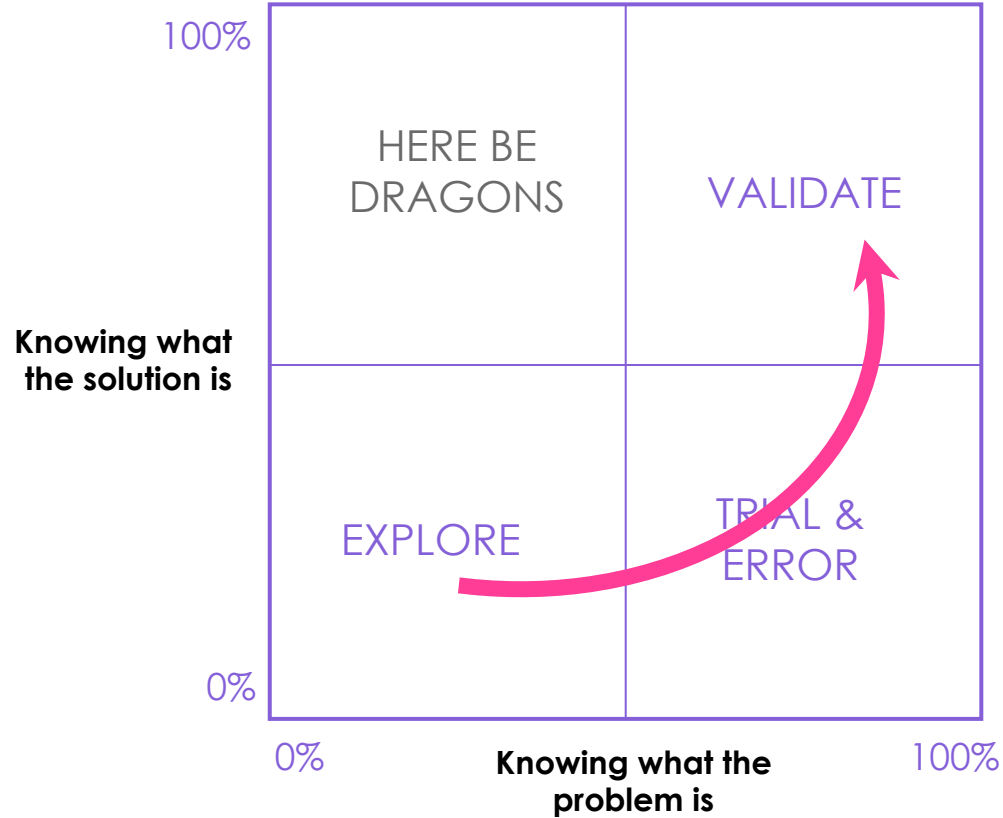 100%
HERE BE
DRAGONS
VALIDATE
Knowing what
the solution is
EXPLORE
TRIAL &
ERROR
0%
0%
Knowing what the
problem is
100%